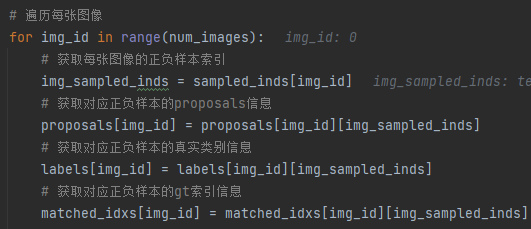 # 遍历每张图像
for img_id in range(num_images):   img_id: 0
# 获取每张图像的正负样本索引
img_sampled_inds = sampled_inds[img_id]   img_sampled_inds: te
# 获取对应正负样本的proposals信息
proposals[img_id] = proposals[img_id][img_sampled_inds]
# 获取对应正负样本的真实类别信息
labels[img_id] = labels[img_id][img_sampled_inds]
# 获取对应正负样本的gt索引信息
matched_idxs[img_id] = matched_idxs[img_id][img_sampled_inds]